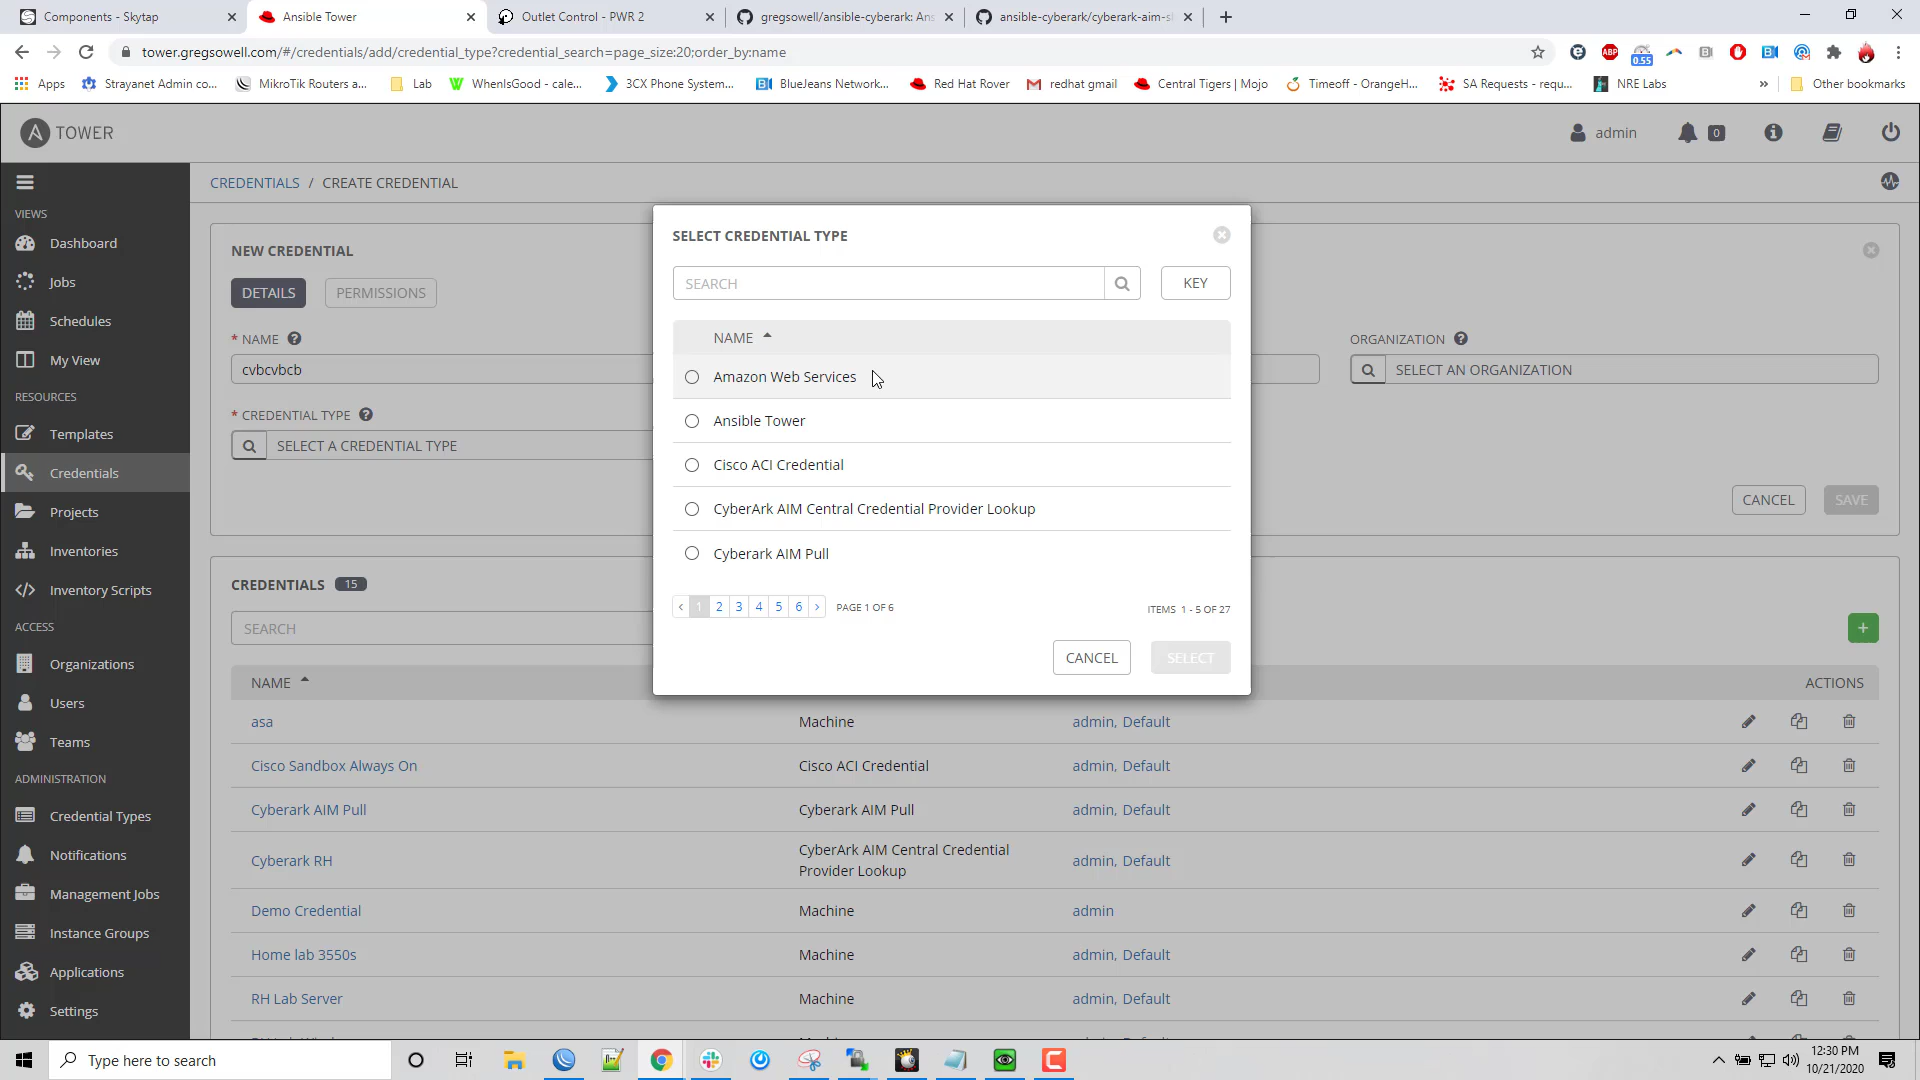 Components - Skytap
Ansible Tower
Outlet Control - PWR 2
gregsowell/ansible-cyberark: Ans
ansible-cyberark/cyberark-aim-s
tower.gregsowell.com/#/credentials/add/credential_type?credential_search=page_size:20;order_by:name
ABP
0.55
Apps
Strayanet Admin co...
MikroTik Routers a...
Lab
WhenIsGood - cale...
3CX Phone System...
BlueJeans Network...
Red Hat Rover
redhat gmail
Central Tigers | Mojo
Timeoff - OrangeH...
SA Requests - requ...
NRE Labs
»
Other bookmarks
A TOWER
admin
0
VIEWS
Dashboard
Jobs
Schedules
My View
RESOURCES
Templates
Credentials
Projects
Inventories
Inventory Scripts
ACCESS
Organizations
Users
Teams
ADMINISTRATION
Credential Types
Notifications
Management Jobs
Instance Groups
Applications
Settings
CREDENTIALS / CREATE CREDENTIAL
NEW CREDENTIAL
DETAILS
PERMISSIONS
* NAME
cvbcvbcb
ORGANIZATION
SELECT AN ORGANIZATION
* CREDENTIAL TYPE
SELECT A CREDENTIAL TYPE
CANCEL
SAVE
SELECT CREDENTIAL TYPE
SEARCH
KEY
NAME
Amazon Web Services
Ansible Tower
Cisco ACI Credential
CyberArk AIM Central Credential Provider Lookup
Cyberark AIM Pull
‹ 1 2 3 4 5 6 › PAGE 1 OF 6
ITEMS 1 - 5 OF 27
CANCEL
SELECT
CREDENTIALS 15
SEARCH
+
NAME
ACTIONS
asa Machine admin, Default
Cisco Sandbox Always On Cisco ACI Credential admin, Default
Cyberark AIM Pull Cyberark AIM Pull admin, Default
Cyberark RH CyberArk AIM Central Credential Provider Lookup admin, Default
Demo Credential Machine admin
Home lab 3550s Machine admin, Default
RH Lab Server Machine admin, Default
Type here to search
12:30 PM
10/21/2020